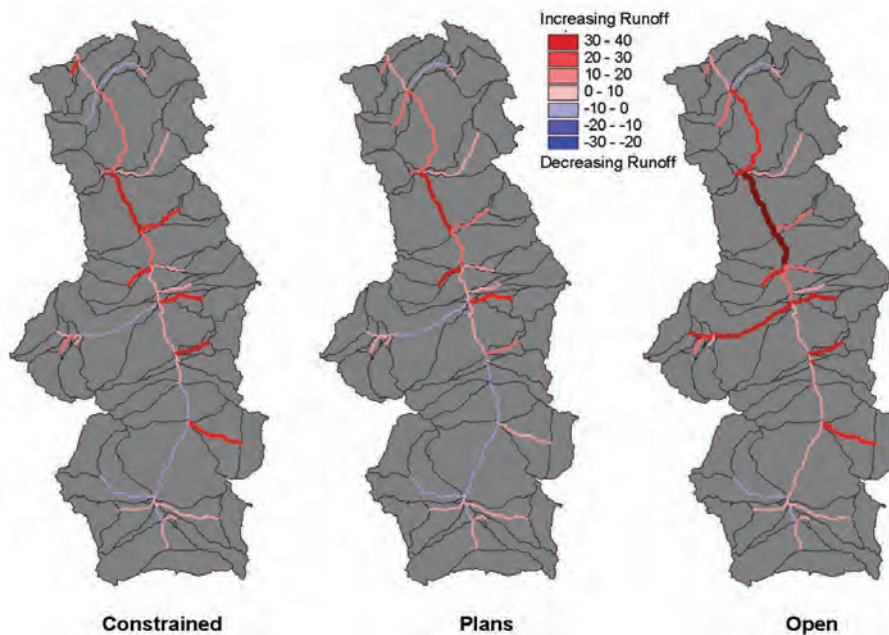 Increasing Runoff
30 - 40
20 - 30
10 - 20
0 - 10
-10 - 0
-20 - -10
-30 - -20
Decreasing Runoff
Constrained
Plans
Open